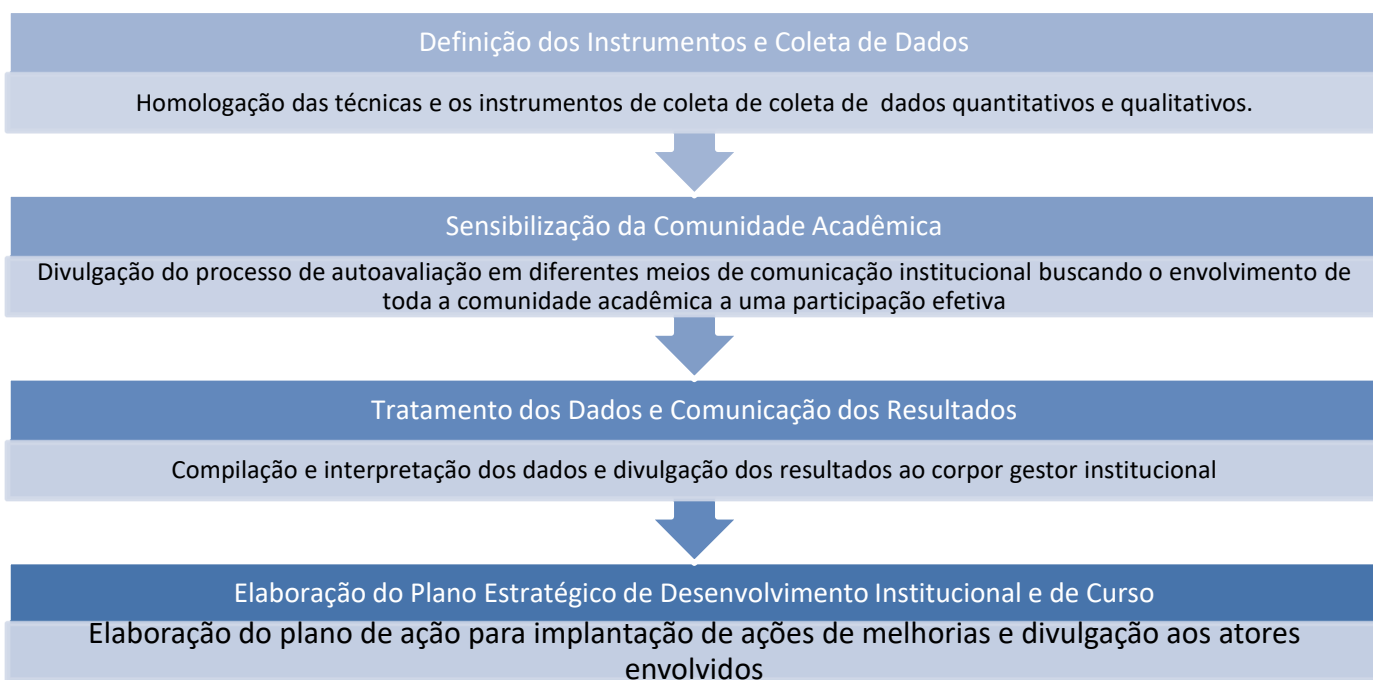 Definição dos Instrumentos e Coleta de Dados
Homologação das técnicas e os instrumentos de coleta de coleta de dados quantitativos e qualitativos.
Sensibilização da Comunidade Acadêmica
Divulgação do processo de autoavaliação em diferentes meios de comunicação institucional buscando o envolvimento de
toda a comunidade acadêmica a uma participação efetiva
Tratamento dos Dados e Comunicação dos Resultados
Compilação e interpretação dos dados e divulgação dos resultados ao corpor gestor institucional
Elaboração do Plano Estratégico de Desenvolvimento Institucional e de Curso
Elaboração do plano de ação para implantação de ações de melhorias e divulgação aos atores
envolvidos